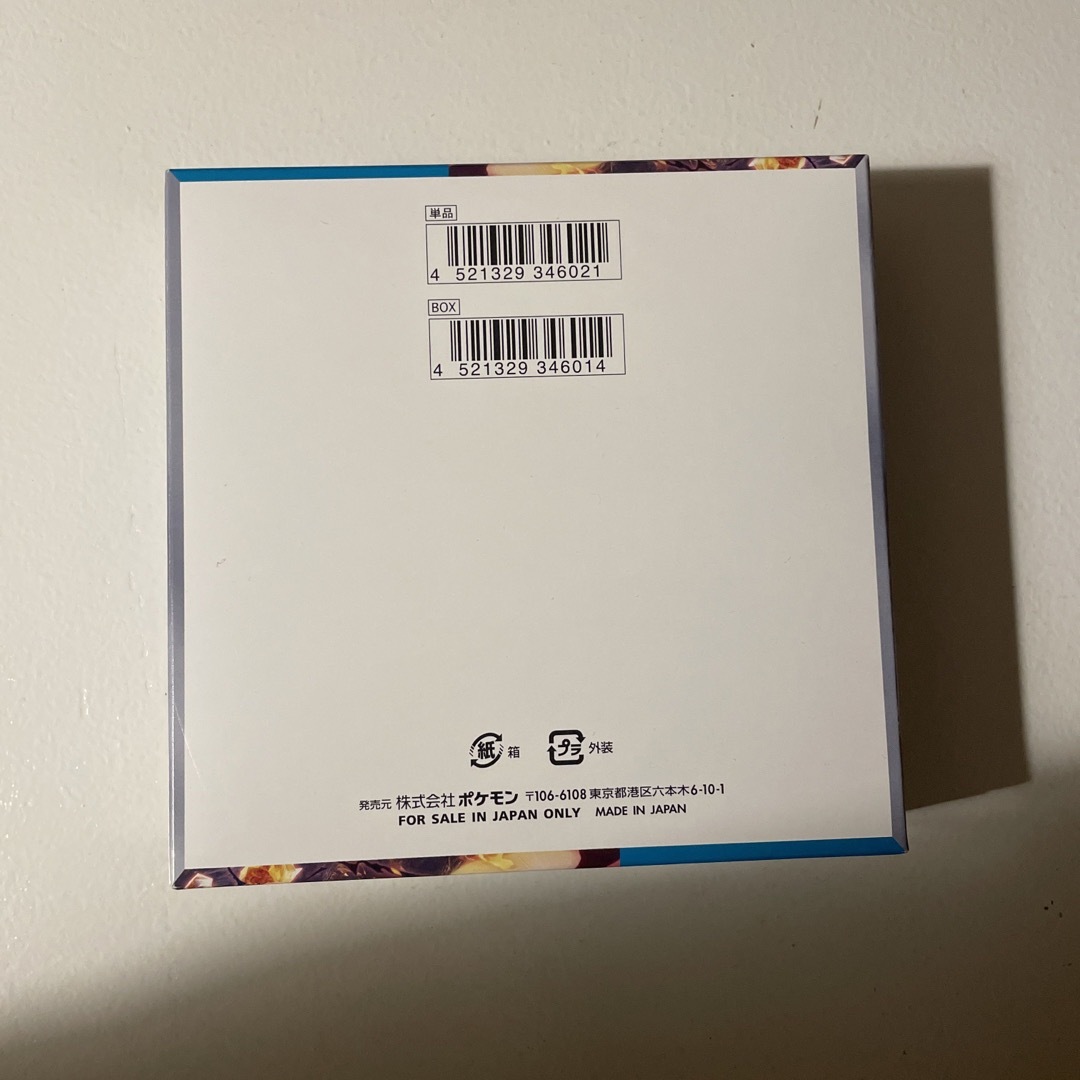 単品
4 521329 346021
BOX
4 521329 346014
紙 箱 プラ 外装
発売元 株式会社 ポケモン 〒106-6108 東京都港区六本木6-10-1
FOR SALE IN JAPAN ONLY MADE IN JAPAN